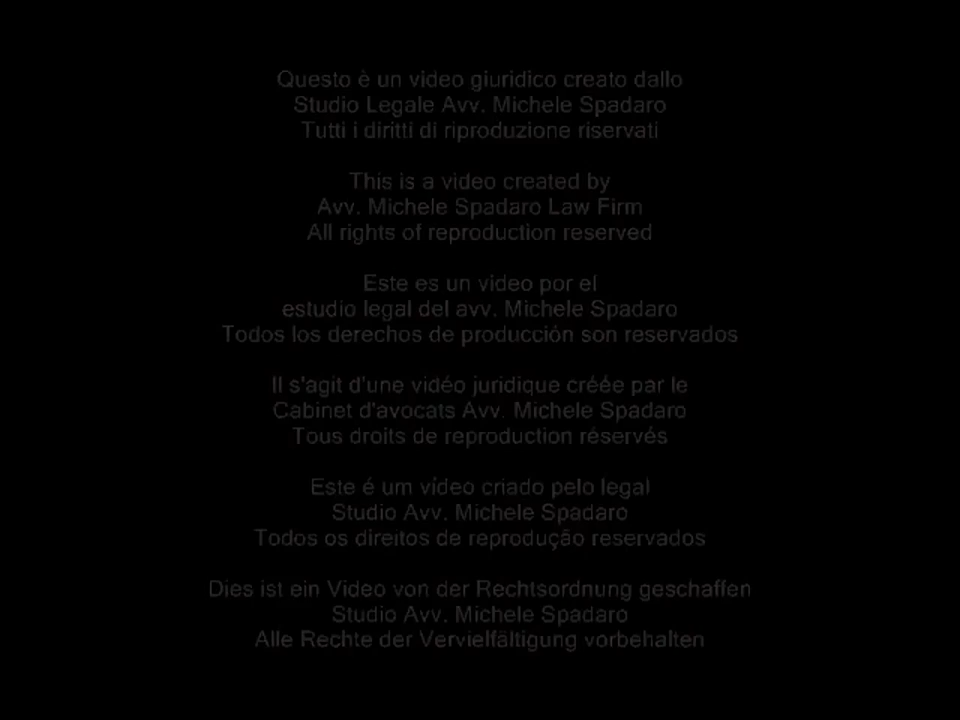 Questo è un video giuridico creato dallo
Studio Legale Avv. Michele Spadaro
Tutti i diritti di riproduzione riservati
This is a video created by
Avv. Michele Spadaro Law Firm
All rights of reproduction reserved
Este es un video por el
estudio legal del avv. Michele Spadaro
Todos los derechos de producción son reservados
Il s'agit d'une vidéo juridique créée par le
Cabinet d'avocats Avv. Michele Spadaro
Tous droits de reproduction réservés
Este é um vídeo criado pelo legal
Studio Avv. Michele Spadaro
Todos os direitos de reprodução reservados
Dies ist ein Video von der Rechtsordnung geschaffen
Studio Avv. Michele Spadaro
Alle Rechte der Vervielfältigung vorbehalten